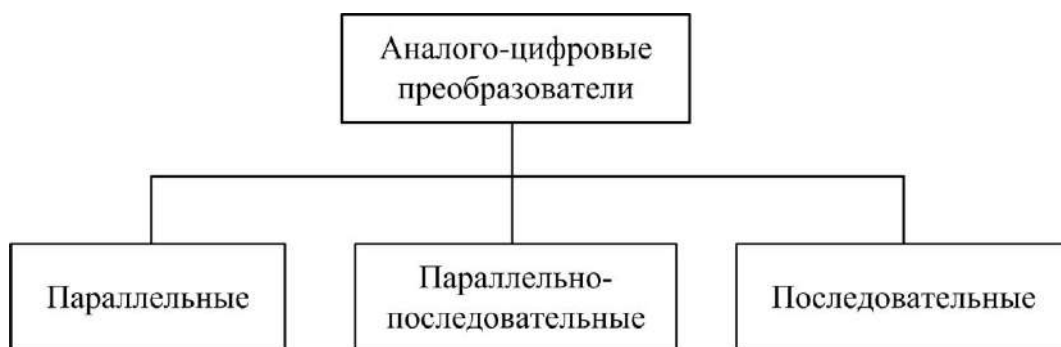 Аналого-цифровые
преобразователи
Параллельные
Параллельно-
последовательные
Последовательные